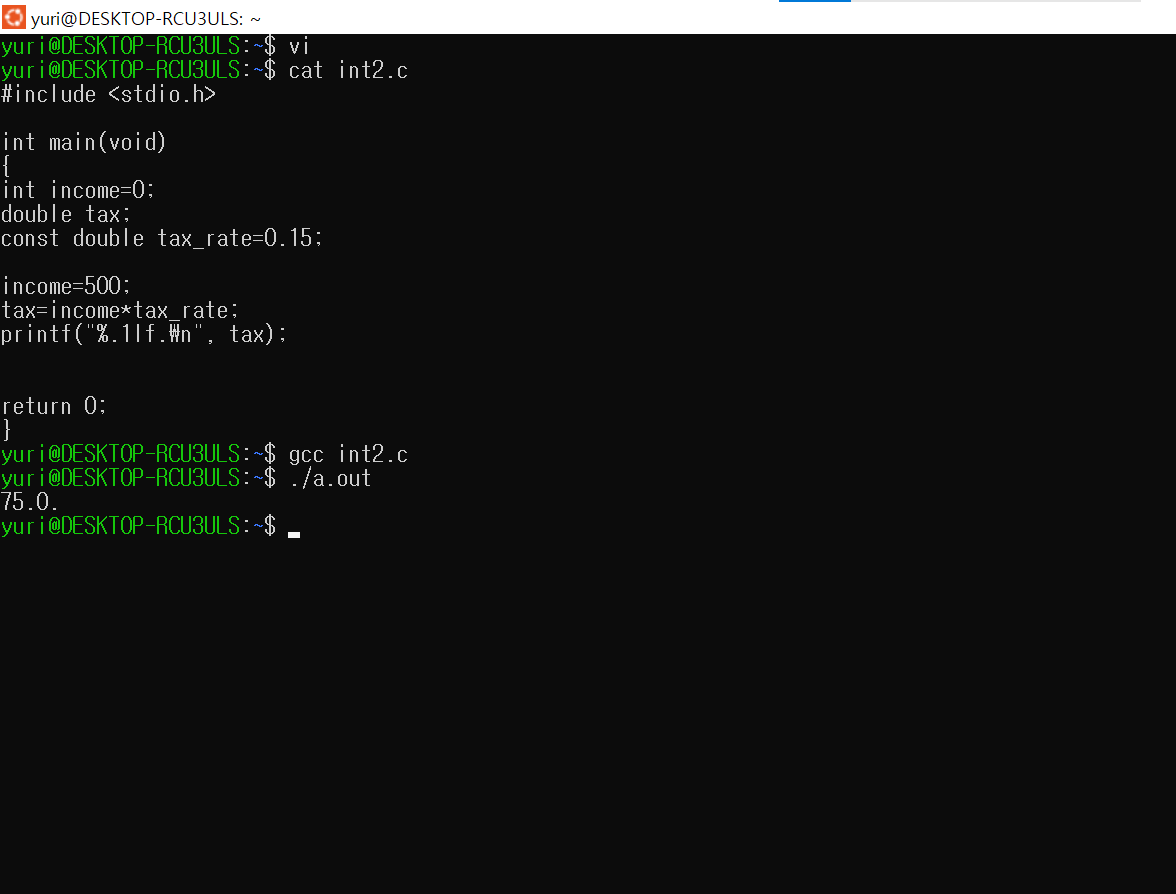 yuri@DESKTOP-RCU3ULS: ~
yuri@DESKTOP-RCU3ULS:~$ vi
yuri@DESKTOP-RCU3ULS:~$ cat int2.c
#include <stdio.h>
int main(void)
{
int income=0;
double tax;
const double tax_rate=0.15;
income=500;
tax=income*tax_rate;
printf("%.1lf.₩n", tax);
return 0;
}
yuri@DESKTOP-RCU3ULS:~$ gcc int2.c
yuri@DESKTOP-RCU3ULS:~$ ./a.out
75.0.
yuri@DESKTOP-RCU3ULS:~$